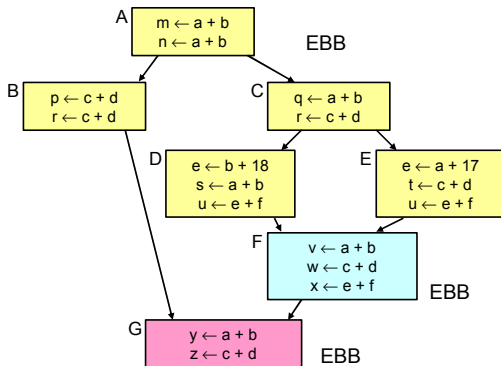 A
m ← a + b
n ← a + b
EBB
B
p ← c + d
r ← c + d
C
q ← a + b
r ← c + d
D
e ← b + 18
s ← a + b
u ← e + f
E
e ← a + 17
t ← c + d
u ← e + f
F
v ← a + b
w ← c + d
x ← e + f
EBB
G
y ← a + b
z ← c + d
EBB